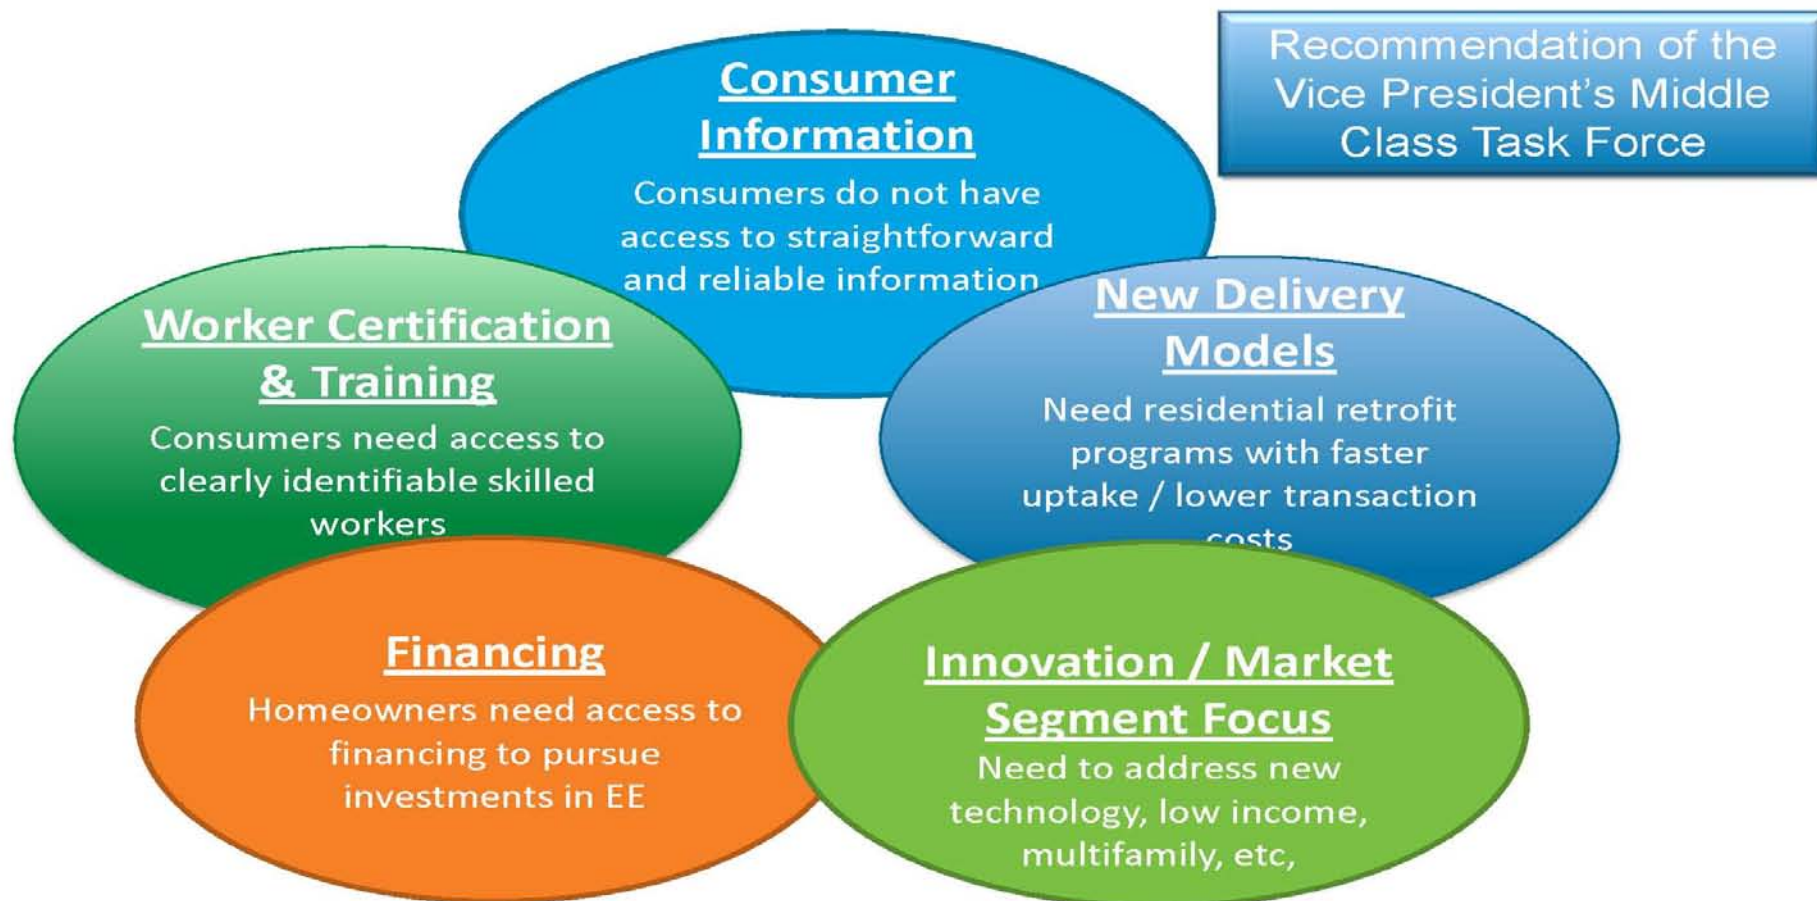 Recommendation of the
Vice President's Middle
Class Task Force
Consumer
Information
Consumers do not have
access to straightforward
and reliable information
Worker Certification
& Training
Consumers need access to
clearly identifiable skilled
workers
New Delivery
Models
Need residential retrofit
programs with faster
uptake / lower transaction
costs
Financing
Homeowners need access to
financing to pursue
investments in EE
Innovation / Market
Segment Focus
Need to address new
technology, low income,
multifamily, etc,